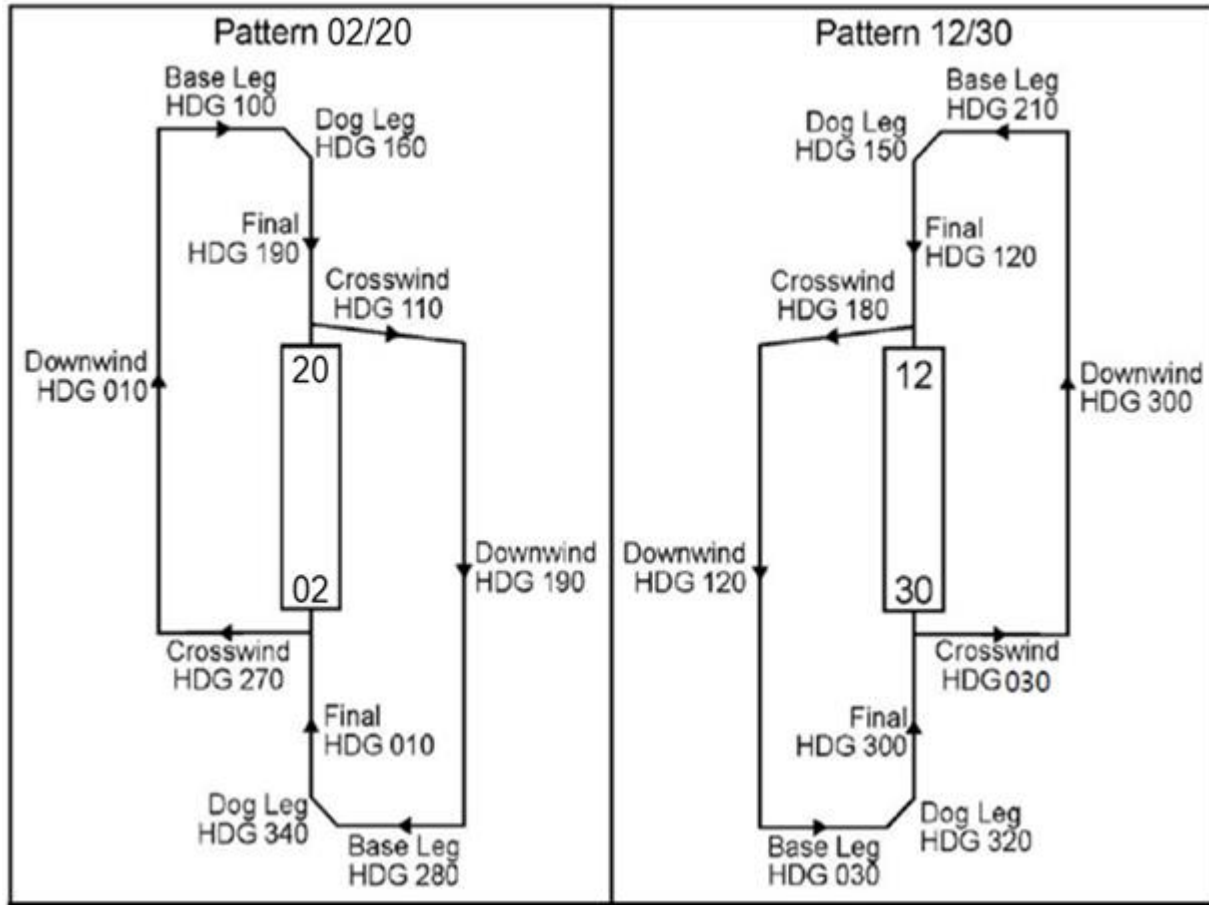 Pattern 02/20
Base Leg
HDG 100
Dog Leg
HDG 160
Final
HDG 190
Crosswind
HDG 110
Downwind
HDG 010
20
02
Downwind
HDG 190
Crosswind
HDG 270
Final
HDG 010
Dog Leg
HDG 340
Base Leg
HDG 280
Pattern 12/30
Base Leg
HDG 210
Dog Leg
HDG 150
Final
HDG 120
Crosswind
HDG 180
12
Downwind
HDG 300
Downwind
HDG 120
30
Crosswind
HDG 030
Final
HDG 300
Dog Leg
HDG 320
Base Leg
HDG 030